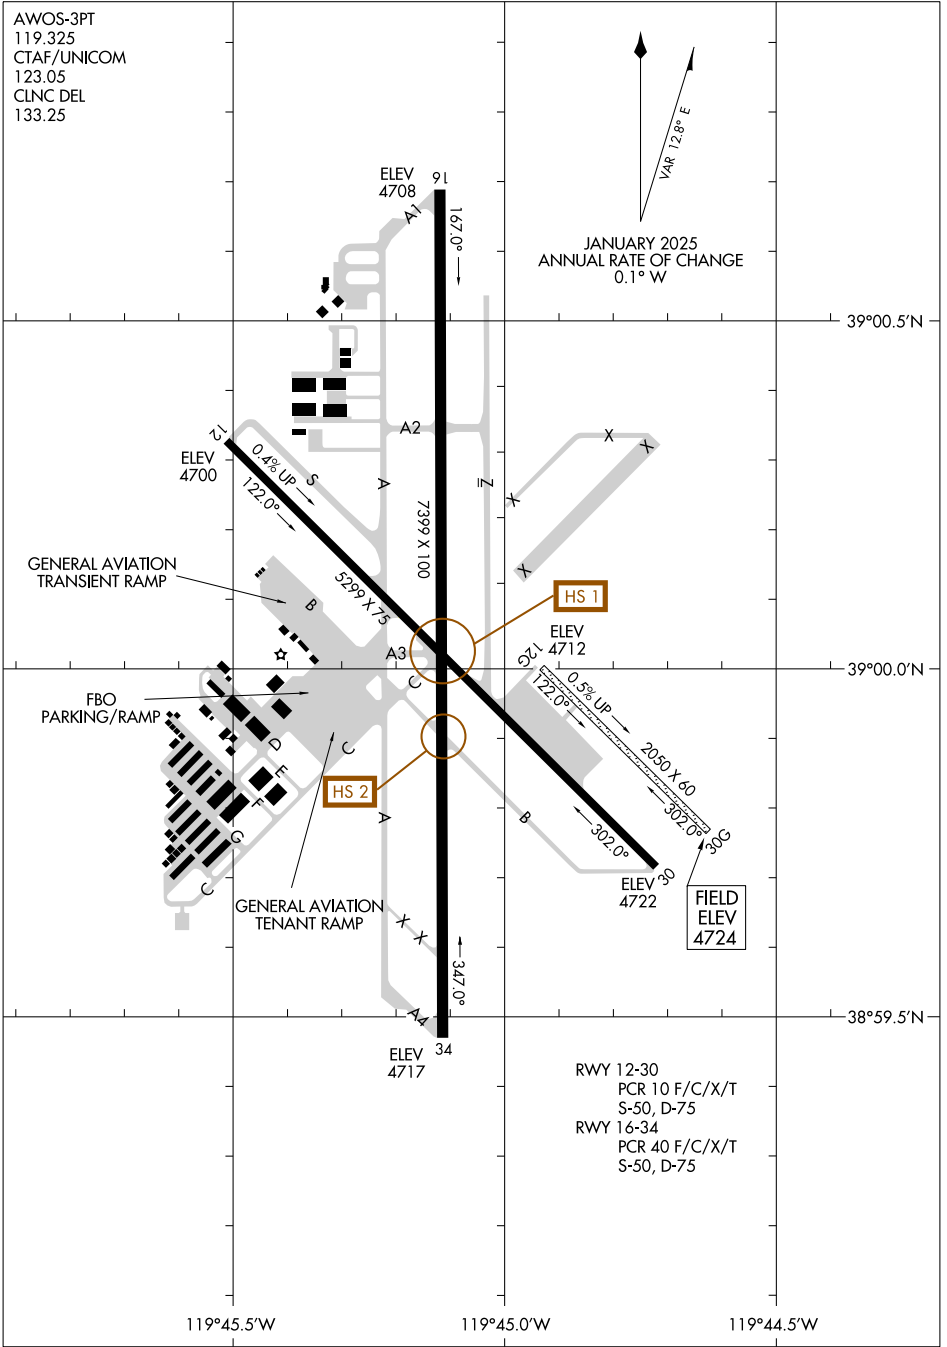 AWOS-3PT
119.325
CTAF/UNICOM
123.05
CLNC DEL
133.25
VAR 12.8° E
JANUARY 2025
ANNUAL RATE OF CHANGE
0.1° W
ELEV
4708
16
A1
167.0°
39°00.5'N
A2
12
ELEV
4700
0.4% UP
122.0°
S
A
Z
X
X
X
X
7399 X 100
5299 X 75
GENERAL AVIATION
TRANSIENT RAMP
B
HS 1
A3
C
ELEV
4712
12G
39°00.0'N
0.5% UP
122.0°
2050 X 60
302.0°
30G
FBO
PARKING/RAMP
D
E
F
G
C
C
HS 2
A
B
302.0°
30
ELEV
4722
FIELD
ELEV
4724
GENERAL AVIATION
TENANT RAMP
X
X
347.0°
A4
38°59.5'N
34
ELEV
4717
RWY 12-30
PCR 10 F/C/X/T
S-50, D-75
RWY 16-34
PCR 40 F/C/X/T
S-50, D-75
119°45.5'W
119°45.0'W
119°44.5'W